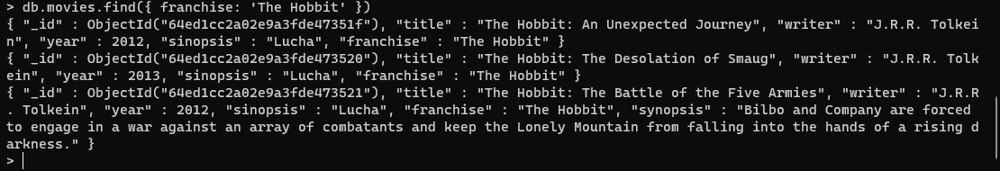 > db.movies.find({ franchise: 'The Hobbit' })
{ "_id" : ObjectId("64ed1cc2a02e9a3fde47351f"), "title" : "The Hobbit: An Unexpected Journey", "writer" : "J.R.R. Tolkei
n", "year" : 2012, "sinopsis" : "Lucha", "franchise" : "The Hobbit" }
{ "_id" : ObjectId("64ed1cc2a02e9a3fde473520"), "title" : "The Hobbit: The Desolation of Smaug", "writer" : "J.R.R. Tolk
ein", "year" : 2013, "sinopsis" : "Lucha", "franchise" : "The Hobbit" }
{ "_id" : ObjectId("64ed1cc2a02e9a3fde473521"), "title" : "The Hobbit: The Battle of the Five Armies", "writer" : "J.R.R
. Tolkein", "year" : 2012, "sinopsis" : "Lucha", "franchise" : "The Hobbit", "synopsis" : "Bilbo and Company are forced
to engage in a war against an array of combatants and keep the Lonely Mountain from falling into the hands of a rising d
arkness." }
>